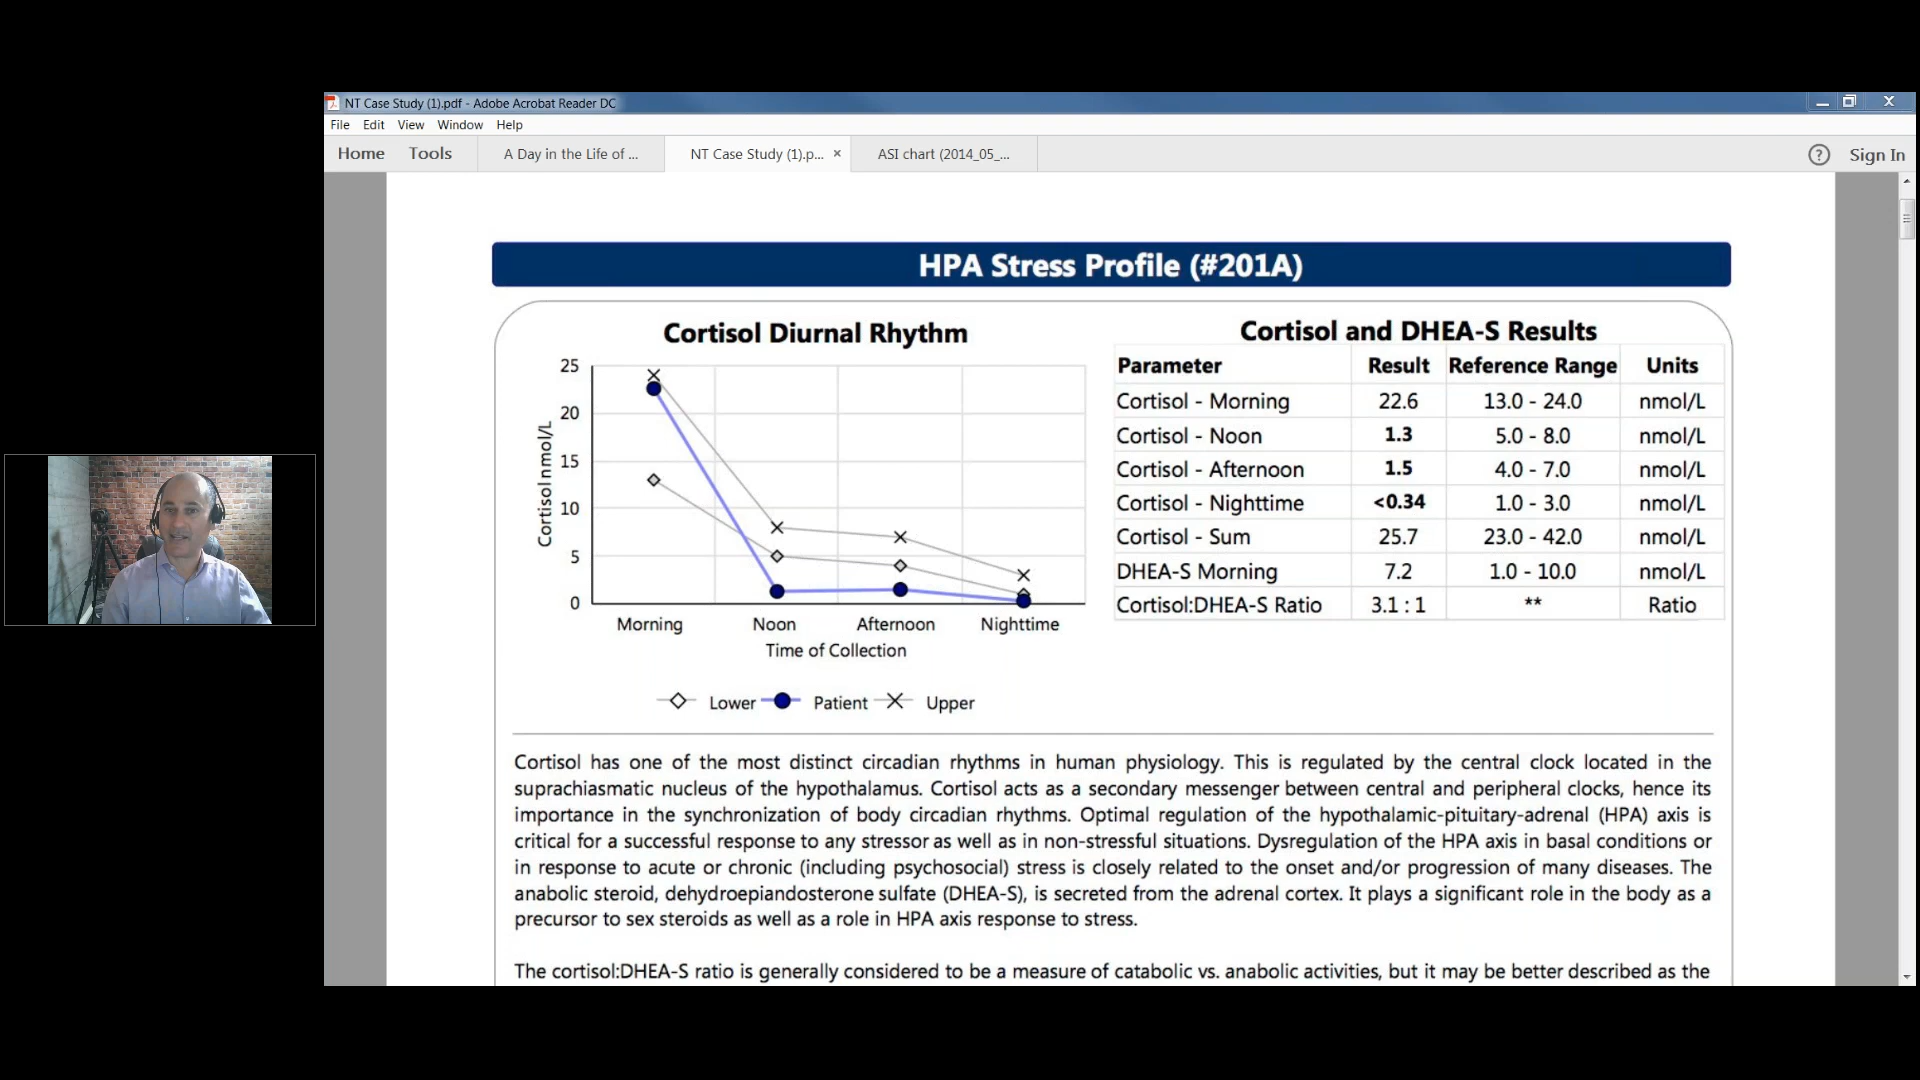 NT Case Study (1).pdf - Adobe Acrobat Reader DC
File Edit View Window Help
Home Tools A Day in the Life of ... NT Case Study (1).p... × ASI chart (2014_05_... ? Sign In
HPA Stress Profile (#201A)
Cortisol Diurnal Rhythm
Cortisol nmol/L
25
20
15
10
5
0
Morning Noon Afternoon Nighttime
Time of Collection
Lower Patient Upper
Cortisol and DHEA-S Results
Parameter Result Reference Range Units
Cortisol - Morning 22.6 13.0 - 24.0 nmol/L
Cortisol - Noon 1.3 5.0 - 8.0 nmol/L
Cortisol - Afternoon 1.5 4.0 - 7.0 nmol/L
Cortisol - Nighttime <0.34 1.0 - 3.0 nmol/L
Cortisol - Sum 25.7 23.0 - 42.0 nmol/L
DHEA-S Morning 7.2 1.0 - 10.0 nmol/L
Cortisol:DHEA-S Ratio 3.1 : 1 ** Ratio
Cortisol has one of the most distinct circadian rhythms in human physiology. This is regulated by the central clock located in the
suprachiasmatic nucleus of the hypothalamus. Cortisol acts as a secondary messenger between central and peripheral clocks, hence its
importance in the synchronization of body circadian rhythms. Optimal regulation of the hypothalamic-pituitary-adrenal (HPA) axis is
critical for a successful response to any stressor as well as in non-stressful situations. Dysregulation of the HPA axis in basal conditions or
in response to acute or chronic (including psychosocial) stress is closely related to the onset and/or progression of many diseases. The
anabolic steroid, dehydroepiandosterone sulfate (DHEA-S), is secreted from the adrenal cortex. It plays a significant role in the body as a
precursor to sex steroids as well as a role in HPA axis response to stress.
The cortisol:DHEA-S ratio is generally considered to be a measure of catabolic vs. anabolic activities, but it may be better described as the